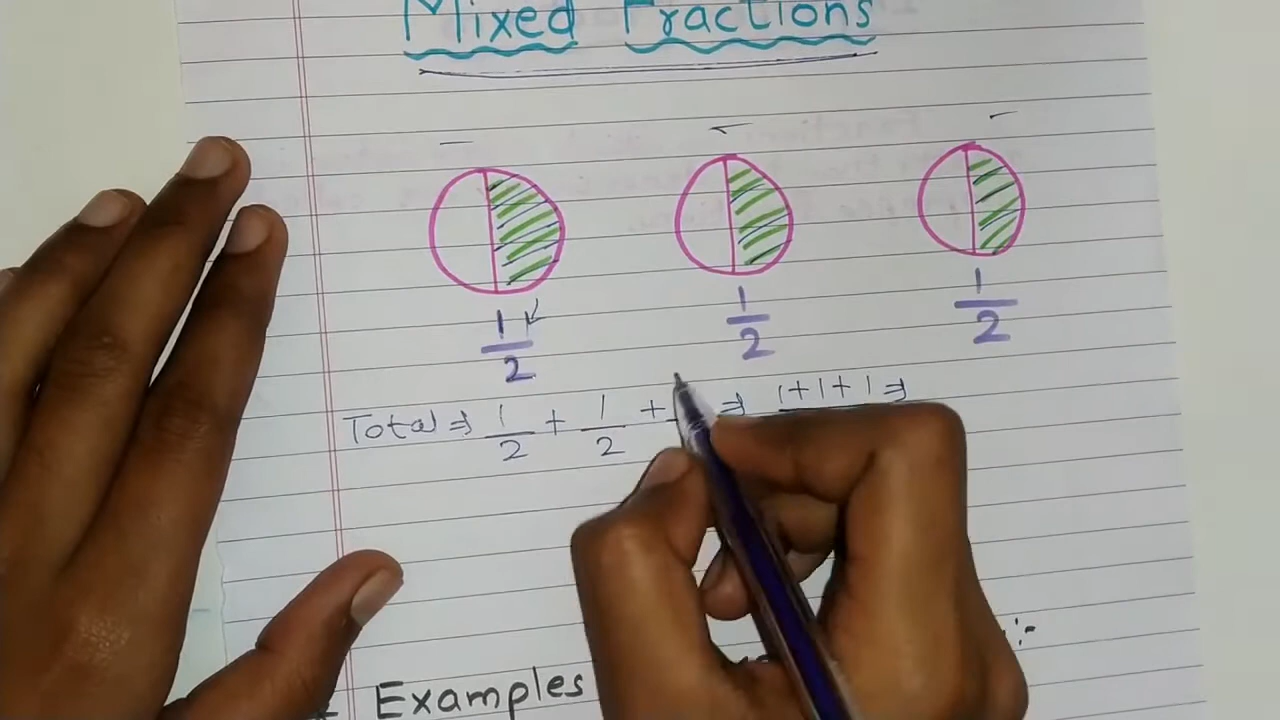 Mixed Fractions
1/2 1/2 1/2
Total ⇒ 1/2 + 1/2 + ⇒ 1+1+1 ⇒
Examples :-